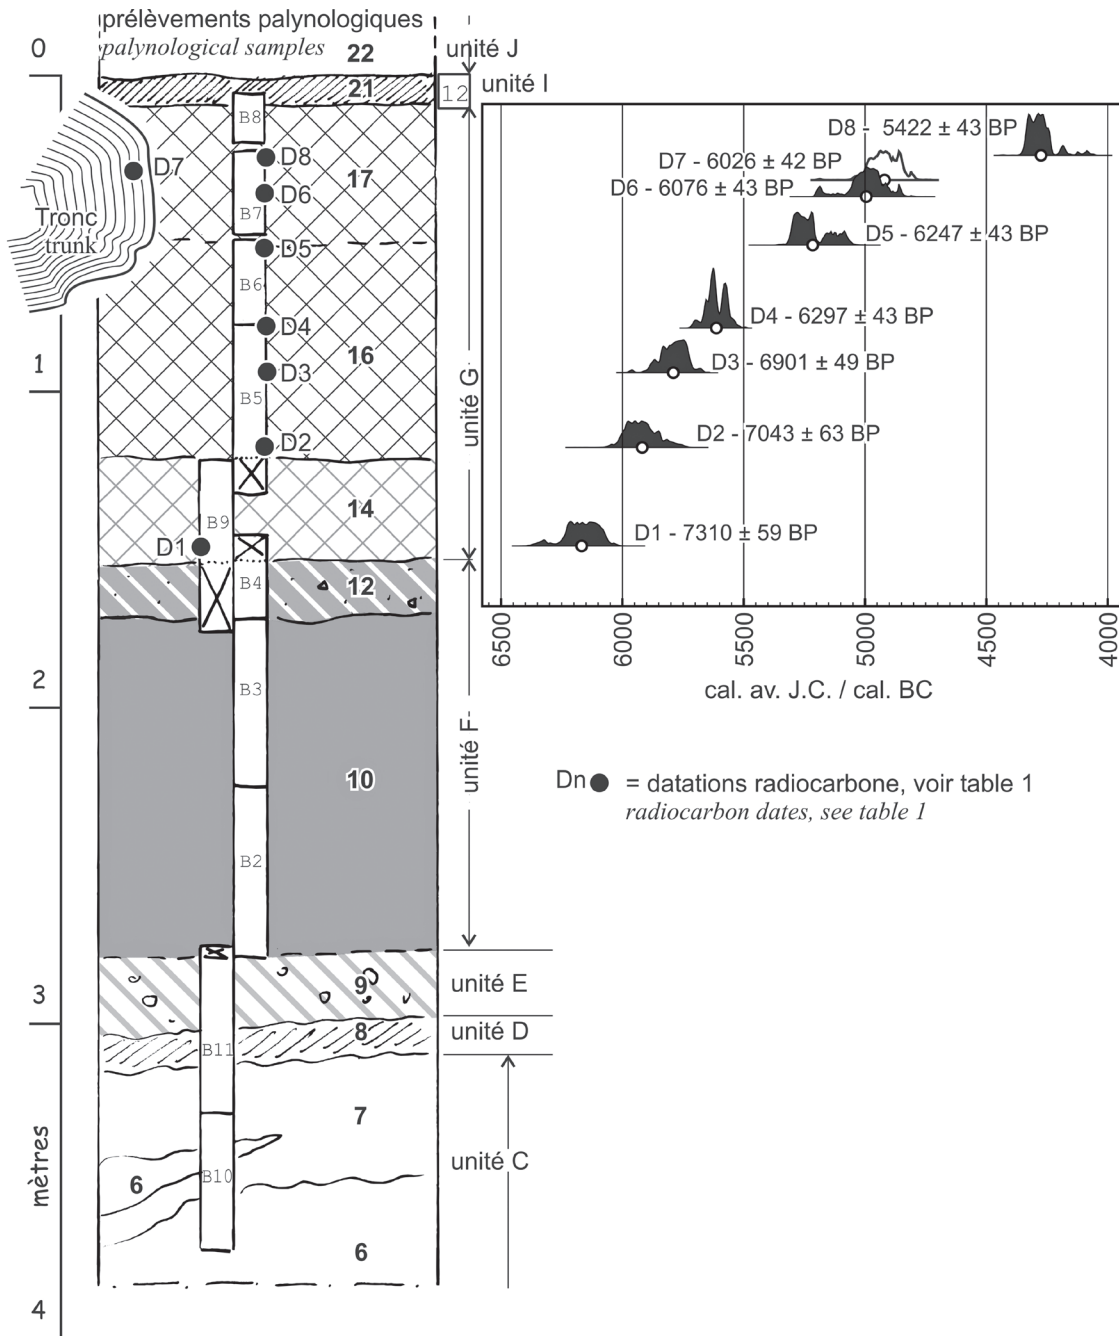 prélèvements palynologiques
palynological samples
0
22
unité J
21
12
unité I
B8
D8
D7
17
D6
B7
Tronc
trunk
D5
B6
D4
16
1
D3
B5
D2
unité G
14
B9
D1
B4
12
2
B3
unité F
10
B2
3
9
unité E
8
unité D
B11
7
mètres
unité C
6
B10
6
4
D8 - 5422 ± 43 BP
D7 - 6026 ± 42 BP
D6 - 6076 ± 43 BP
D5 - 6247 ± 43 BP
D4 - 6297 ± 43 BP
D3 - 6901 ± 49 BP
D2 - 7043 ± 63 BP
D1 - 7310 ± 59 BP
6500
6000
5500
5000
4500
4000
cal. av. J.C. / cal. BC
Dn = datations radiocarbone, voir table 1
radiocarbon dates, see table 1